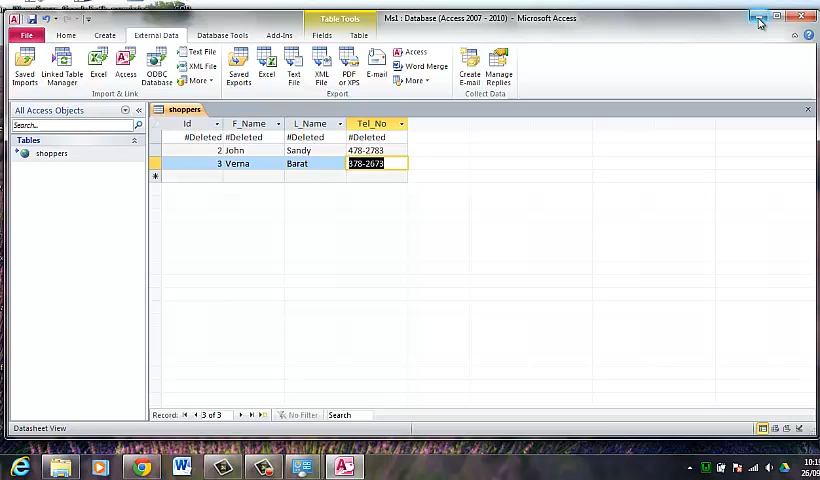 Table Tools
Ms1 : Database (Access 2007 - 2010) - Microsoft Access
File Home Create External Data Database Tools Add-Ins Fields Table
Saved Imports
Linked Table Manager
Excel
Access
ODBC Database
Text File
XML File
More
Import & Link
Saved Exports
Excel
Text File
XML File
PDF or XPS
E-mail
Access
Word Merge
More
Export
Create E-mail
Manage Replies
Collect Data
All Access Objects
Search...
Tables
shoppers
shoppers
Id F_Name L_Name Tel_No
#Deleted #Deleted #Deleted #Deleted
2 John Sandy 478-2783
3 Verna Barat 378-2673
Record: 3 of 3 No Filter Search
Datasheet View
10:19
26/09